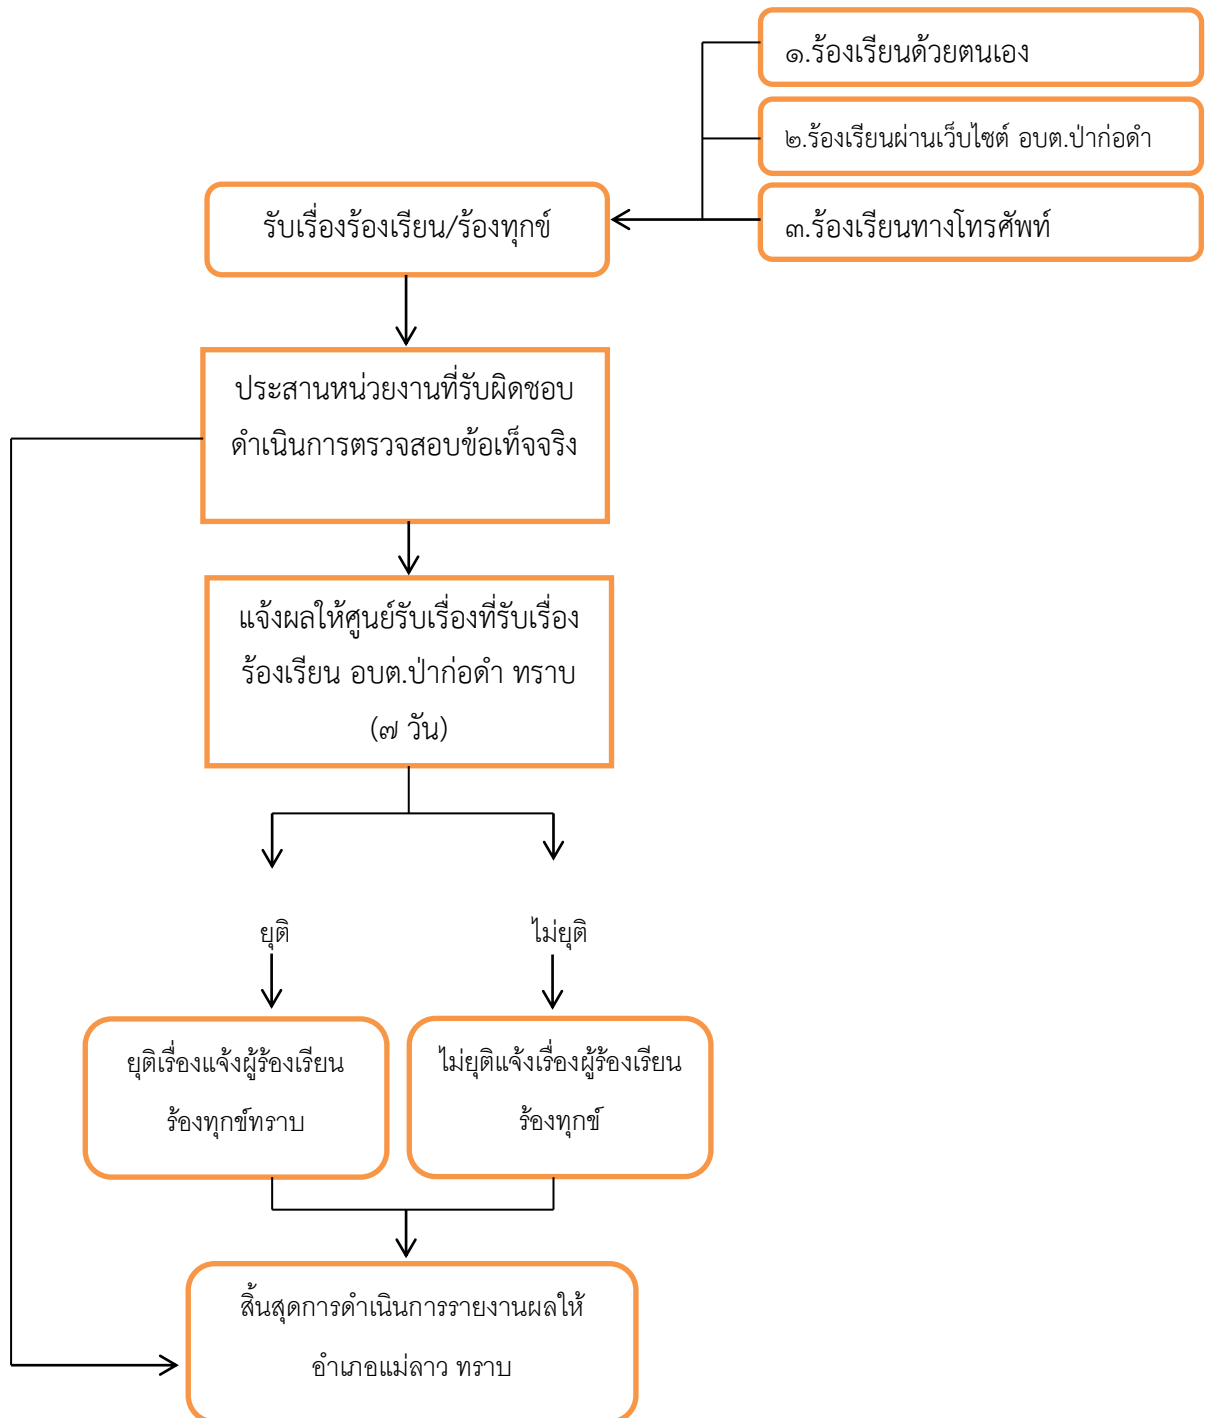 ๑.ร้องเรียนด้วยตนเอง
๒.ร้องเรียนผ่านเว็บไซต์ อบต.ป่าก่อดำ
๓.ร้องเรียนทางโทรศัพท์
รับเรื่องร้องเรียน/ร้องทุกข์
ประสานหน่วยงานที่รับผิดชอบ
ดำเนินการตรวจสอบข้อเท็จจริง
แจ้งผลให้ศูนย์รับเรื่องที่รับเรื่อง
ร้องเรียน อบต.ป่าก่อดำ ทราบ
(๗ วัน)
ยุติ
ไม่ยุติ
ยุติเรื่องแจ้งผู้ร้องเรียน
ร้องทุกข์ทราบ
ไม่ยุติแจ้งเรื่องผู้ร้องเรียน
ร้องทุกข์
สิ้นสุดการดำเนินการรายงานผลให้
อำเภอแม่ลาว ทราบ